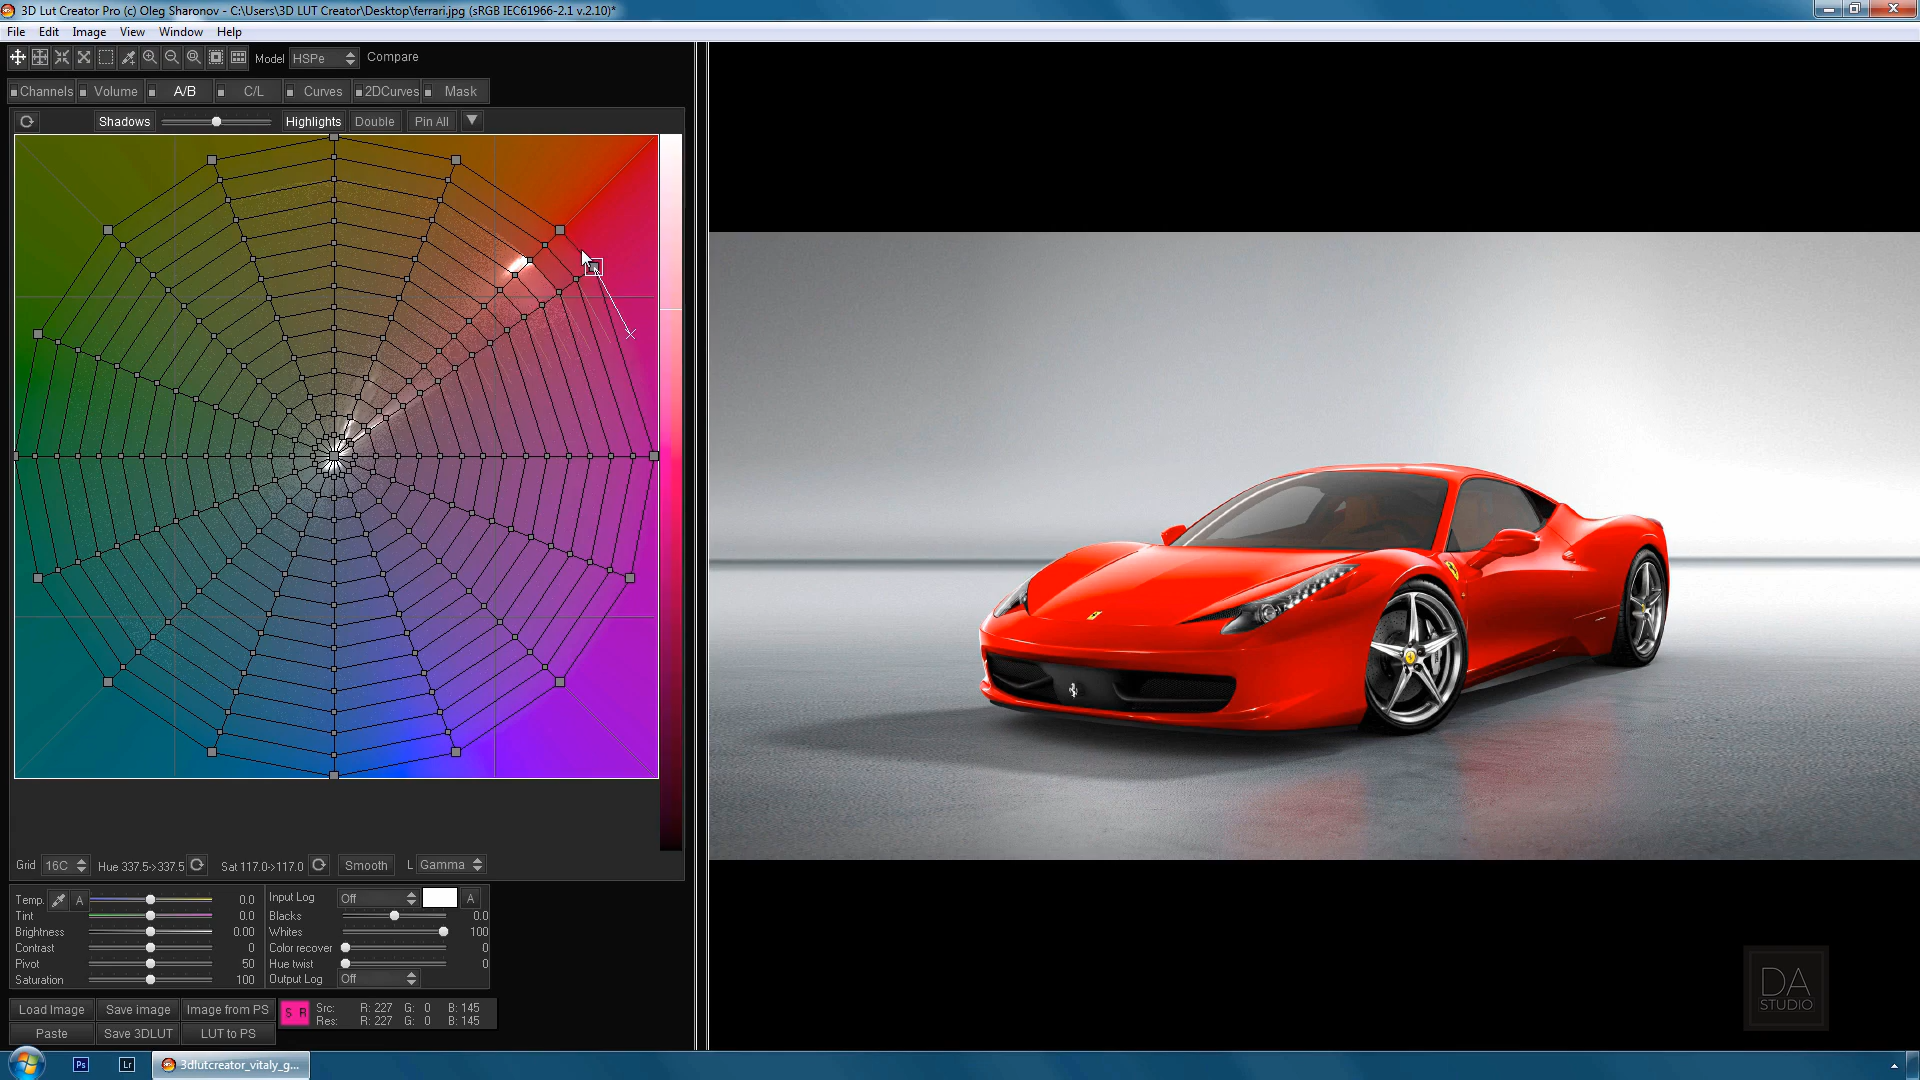 3D Lut Creator Pro (c) Oleg Sharonov - C:\Users\3D LUT Creator\Desktop\ferrari.jpg (sRGB IEC61966-2.1 v.2.10)*
File Edit Image View Window Help
Model HSPe Compare
Channels Volume A/B C/L Curves 2DCurves Mask
Shadows Highlights Double Pin All
Grid 16C Hue 337.5->337.5 Sat 117.0->117.0 Smooth L Gamma
Temp. A 0.0
Tint 0.0
Brightness 0.00
Contrast 0
Pivot 50
Saturation 100
Input Log Off A
Blacks 0.0
Whites 100
Color recover 0
Hue twist 0
Output Log Off
Load Image Save image Image from PS
Paste Save 3DLUT LUT to PS
S R
Src: R: 227 G: 0 B: 145
Res: R: 227 G: 0 B: 145
DA
STUDIO
Ps Lr 3dlutcreator_vitaly_g...